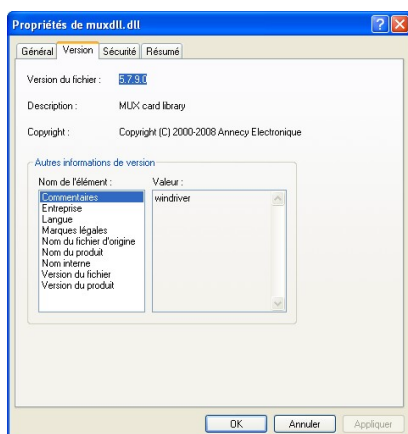 Propriétés de muxdll.dll
Général Version Sécurité Résumé
Version du fichier : 5.7.9.0
Description : MUX card library
Copyright : Copyright (C) 2000-2008 Annecy Electronique
Autres informations de version
Nom de l'élément : Valeur :
Commentaires windriver
Entreprise
Langue
Marques légales
Nom du fichier d'origine
Nom du produit
Nom interne
Version du fichier
Version du produit
OK Annuler Appliquer